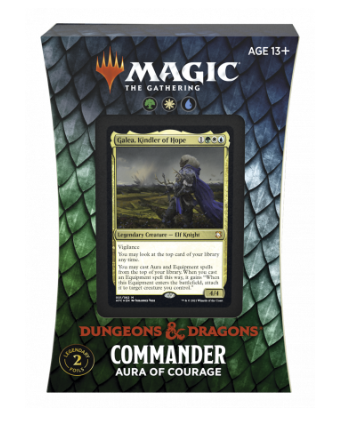 AGE 13+
MAGIC
THE GATHERING
Galea, Kindler of Hope 1
Legendary Creature — Elf Knight
Vigilance
You may look at the top card of your library
any time.
You may cast Aura and Equipment spells
from the top of your library. When you cast
an Equipment spell this way, it gains "When
this Equipment enters the battlefield, attach
it to target creature you control."
4/4
DUNGEONS & DRAGONS
COMMANDER
AURA OF COURAGE
LEGENDARY
2
FOILS